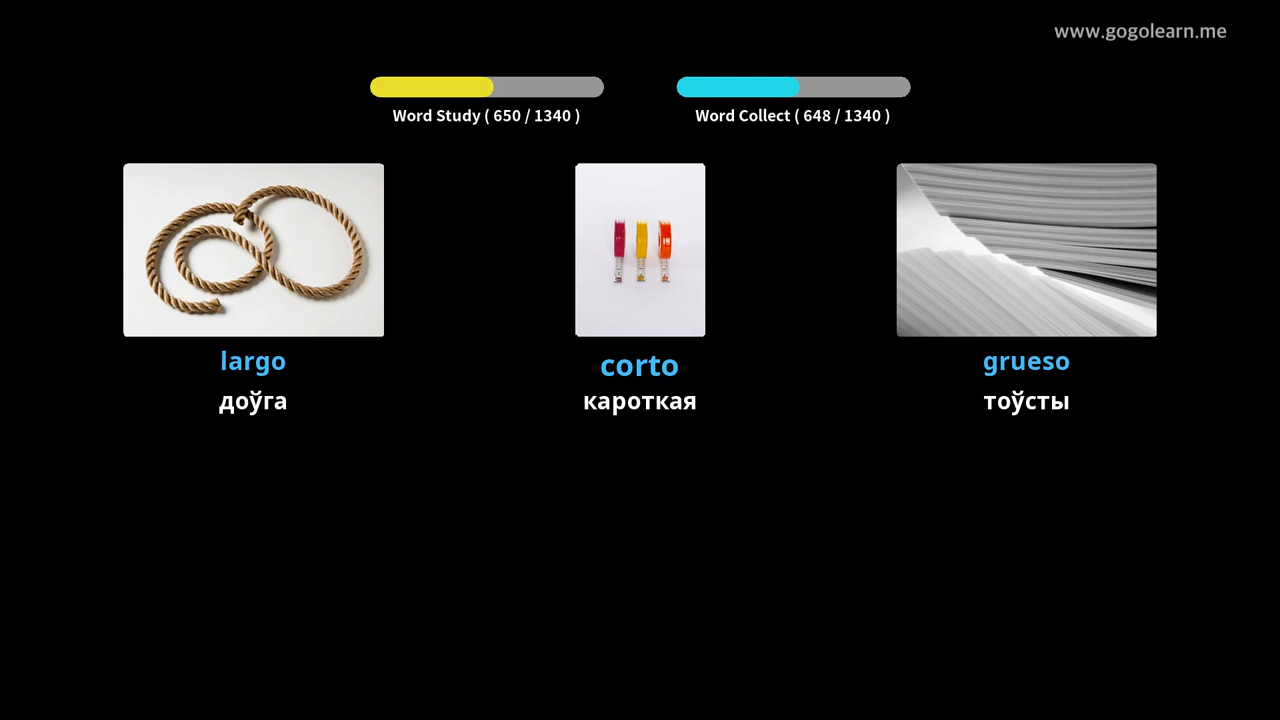 www.gogolearn.me
Word Study ( 650 / 1340 )
Word Collect ( 648 / 1340 )
largo
corto
grueso
доўга
кароткая
тоўсты